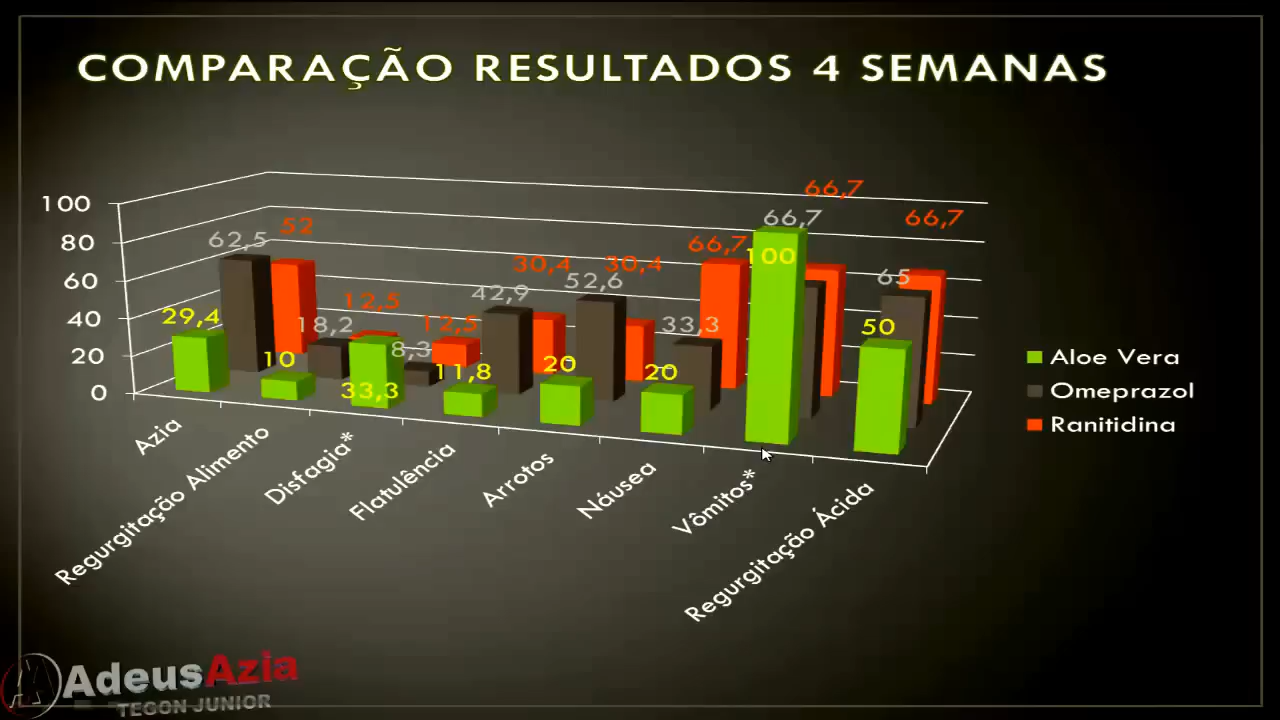 COMPARAÇÃO RESULTADOS 4 SEMANAS
100
80
60
40
20
0
29,4
62,5
52
10
18,2
12,5
33,3
8,3
12,5
11,8
42,9
30,4
20
52,6
30,4
20
33,3
66,7
100
66,7
66,7
50
65
66,7
Azia
Regurgitação Alimento
Disfagia*
Flatulência
Arrotos
Náusea
Vômitos*
Regurgitação Ácida
Aloe Vera
Omeprazol
Ranitidina
AdeusAzia
TEGON JUNIOR